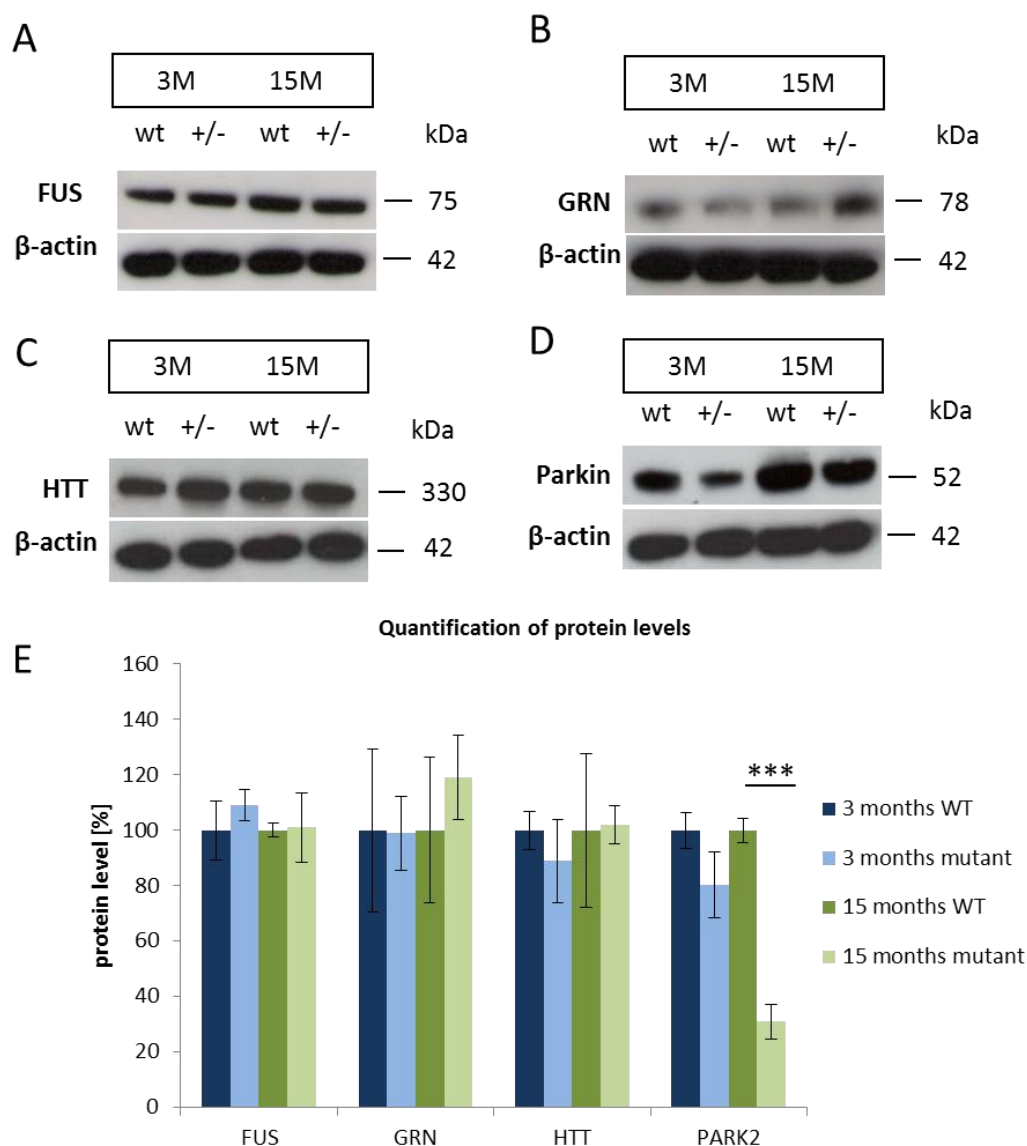 A
3M 15M
wt +/- wt +/- kDa
FUS 75
β-actin 42
B
3M 15M
wt +/- wt +/- kDa
GRN 78
β-actin 42
C
3M 15M
wt +/- wt +/- kDa
HTT 330
β-actin 42
D
3M 15M
wt +/- wt +/- kDa
Parkin 52
β-actin 42
E
Quantification of protein levels
protein level [%]
160
140
120
100
80
60
40
20
0
***
FUS GRN HTT PARK2
3 months WT
3 months mutant
15 months WT
15 months mutant